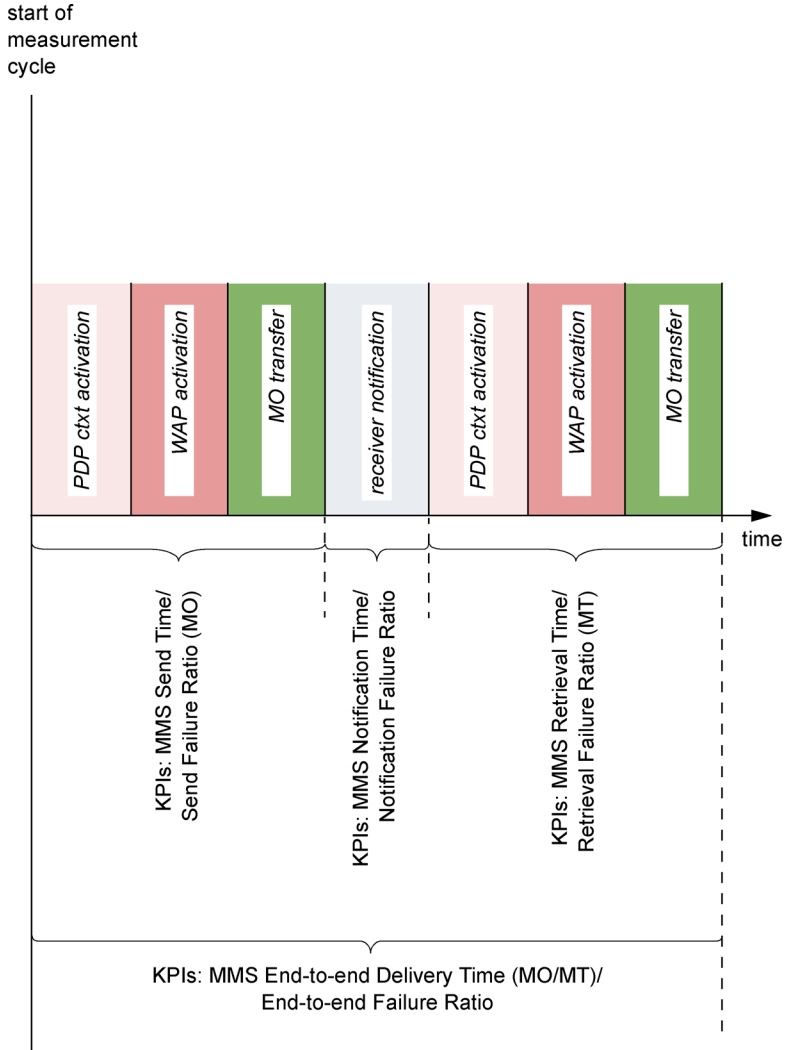 start of
measurement
cycle
PDP ctxt activation
WAP activation
MO transfer
receiver notification
PDP ctxt activation
WAP activation
MO transfer
time
KPIs: MMS Send Time/
Send Failure Ratio (MO)
KPIs: MMS Notification Time/
Notification Failure Ratio
KPIs: MMS Retrieval Time/
Retrieval Failure Ratio (MT)
KPIs: MMS End-to-end Delivery Time (MO/MT)/
End-to-end Failure Ratio